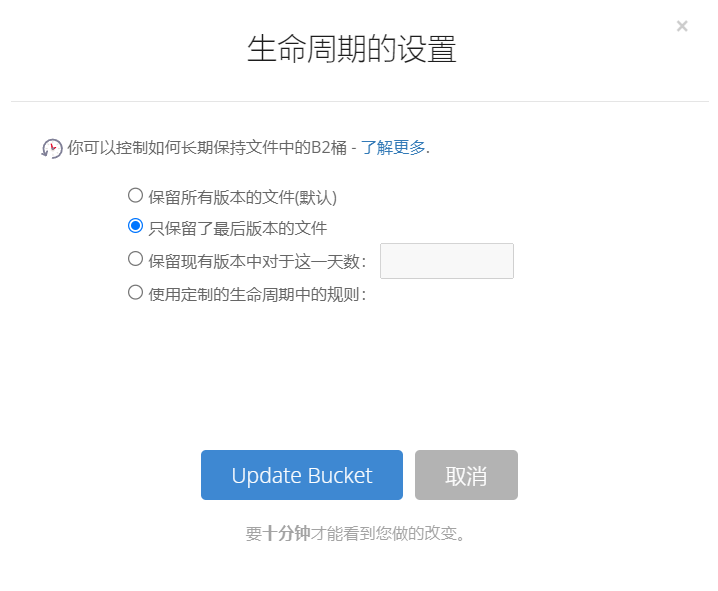 ×
生命周期的设置
你可以控制如何长期保持文件中的B2桶 - 了解更多.
保留所有版本的文件(默认)
只保留了最后版本的文件
保留现有版本中对于这一天数：
使用定制的生命周期中的规则：
Update Bucket 取消
要十分钟才能看到您做的改变。